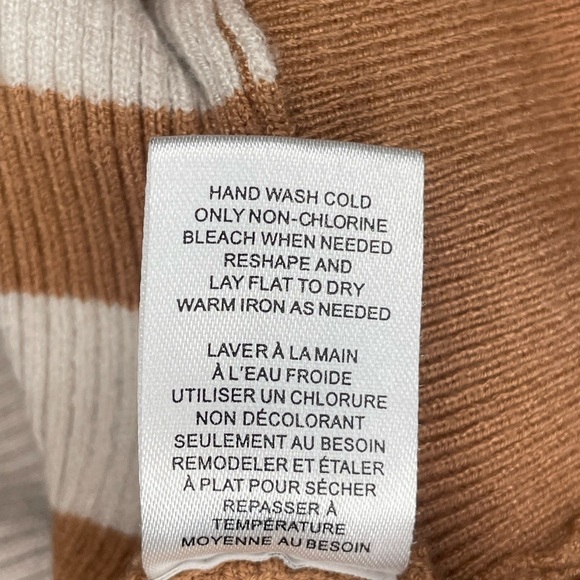 HAND WASH COLD
ONLY NON-CHLORINE
BLEACH WHEN NEEDED
RESHAPE AND
LAY FLAT TO DRY
WARM IRON AS NEEDED
LAVER À LA MAIN
À L'EAU FROIDE
UTILISER UN CHLORURE
NON DÉCOLORANT
SEULEMENT AU BESOIN
REMODELER ET ÉTALER
À PLAT POUR SÉCHER
REPASSER À
TEMPÉRATURE
MOYENNE AU BESOIN